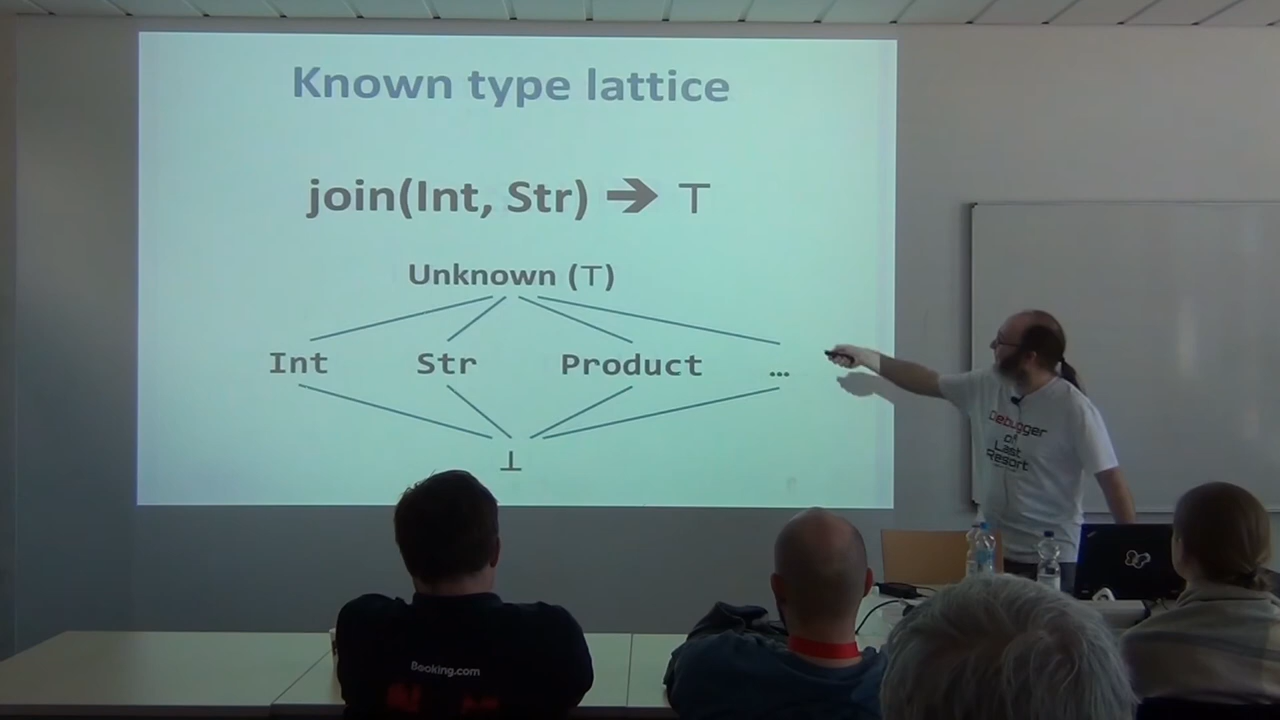 Known type lattice
join(Int, Str) ➔ ⊤
Unknown (⊤)
Int Str Product ...
⊥
Debugger
of
Last
Resort
Booking.com